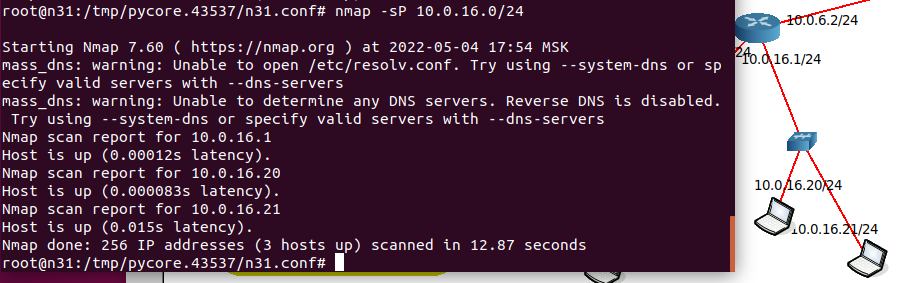 root@n31:/tmp/pycore.43537/n31.conf# nmap -sP 10.0.16.0/24
Starting Nmap 7.60 ( https://nmap.org ) at 2022-05-04 17:54 MSK
mass_dns: warning: Unable to open /etc/resolv.conf. Try using --system-dns or sp
ecify valid servers with --dns-servers
mass_dns: warning: Unable to determine any DNS servers. Reverse DNS is disabled.
 Try using --system-dns or specify valid servers with --dns-servers
Nmap scan report for 10.0.16.1
Host is up (0.00012s latency).
Nmap scan report for 10.0.16.20
Host is up (0.000083s latency).
Nmap scan report for 10.0.16.21
Host is up (0.015s latency).
Nmap done: 256 IP addresses (3 hosts up) scanned in 12.87 seconds
root@n31:/tmp/pycore.43537/n31.conf#
10.0.6.2/24
24
10.0.16.1/24
10.0.16.20/24
10.0.16.21/24